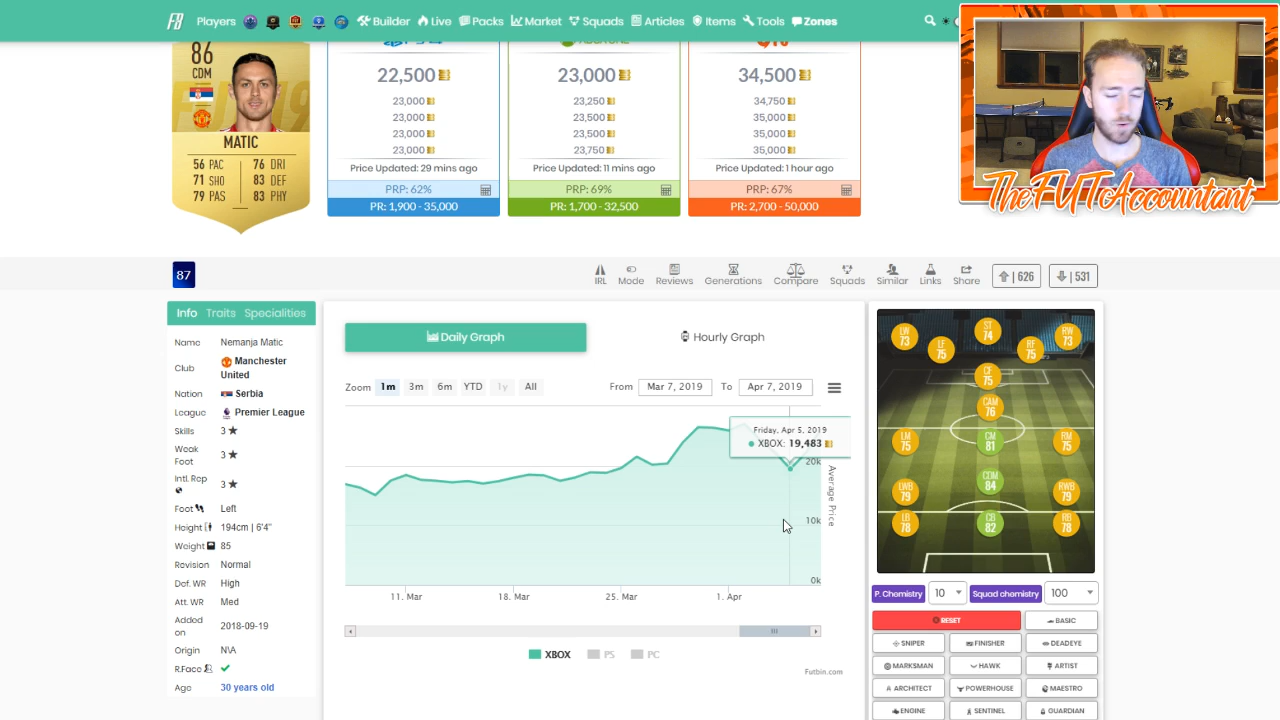 F8 Players Builder Live Packs Market Squads Articles Items Tools Zones
86
CDM
MATIC
56 PAC 76 DRI
71 SHO 83 DEF
79 PAS 83 PHY
22,500
23,000
23,000
23,000
23,000
Price Updated: 29 mins ago
PRP: 62%
PR: 1,900 - 35,000
23,000
23,250
23,500
23,500
23,750
Price Updated: 11 mins ago
PRP: 69%
PR: 1,700 - 32,500
34,500
34,750
35,000
35,000
35,000
Price Updated: 1 hour ago
PRP: 67%
PR: 2,700 - 50,000
TheFUTAccountant
87
IRL Mode Reviews Generations Compare Squads Similar Links Share | 626 | 531
Info Traits Specialities
Name Nemanja Matic
Club Manchester United
Nation Serbia
League Premier League
Skills 3
Weak Foot 3
Intl. Rep 3
Foot Left
Height 194cm | 6'4"
Weight 85
Revision Normal
Def. WR High
Att. WR Med
Added on 2018-09-19
Origin N\A
R.Face
Age 30 years old
Daily Graph Hourly Graph
Zoom 1m 3m 6m YTD 1y All From Mar 7, 2019 To Apr 7, 2019
Friday, Apr 5, 2019
XBOX: 19,483
20k
10k
0k
Average Price
11. Mar 18. Mar 25. Mar 1. Apr
XBOX PS PC
Futbin.com
ST
74
LW
73
RW
73
LF
75
RF
75
CF
75
CAM
76
LM
75
CM
81
RM
75
CDM
84
LWB
79
RWB
79
LB
78
CB
82
RB
78
P. Chemistry 10 Squad chemistry 100
RESET BASIC
SNIPER FINISHER DEADEYE
MARKSMAN HAWK ARTIST
ARCHITECT POWERHOUSE MAESTRO
ENGINE SENTINEL GUARDIAN